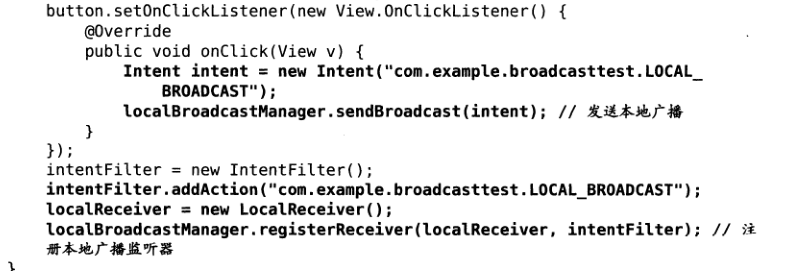 button.setOnClickListener(new View.OnClickListener() {
@Override
public void onClick(View v) {
Intent intent = new Intent("com.example.broadcasttest.LOCAL_
BROADCAST");
localBroadcastManager.sendBroadcast(intent); // 发送本地广播
}
});
intentFilter = new IntentFilter();
intentFilter.addAction("com.example.broadcasttest.LOCAL_BROADCAST");
localReceiver = new LocalReceiver();
localBroadcastManager.registerReceiver(localReceiver, intentFilter); // 注
册本地广播监听器
}